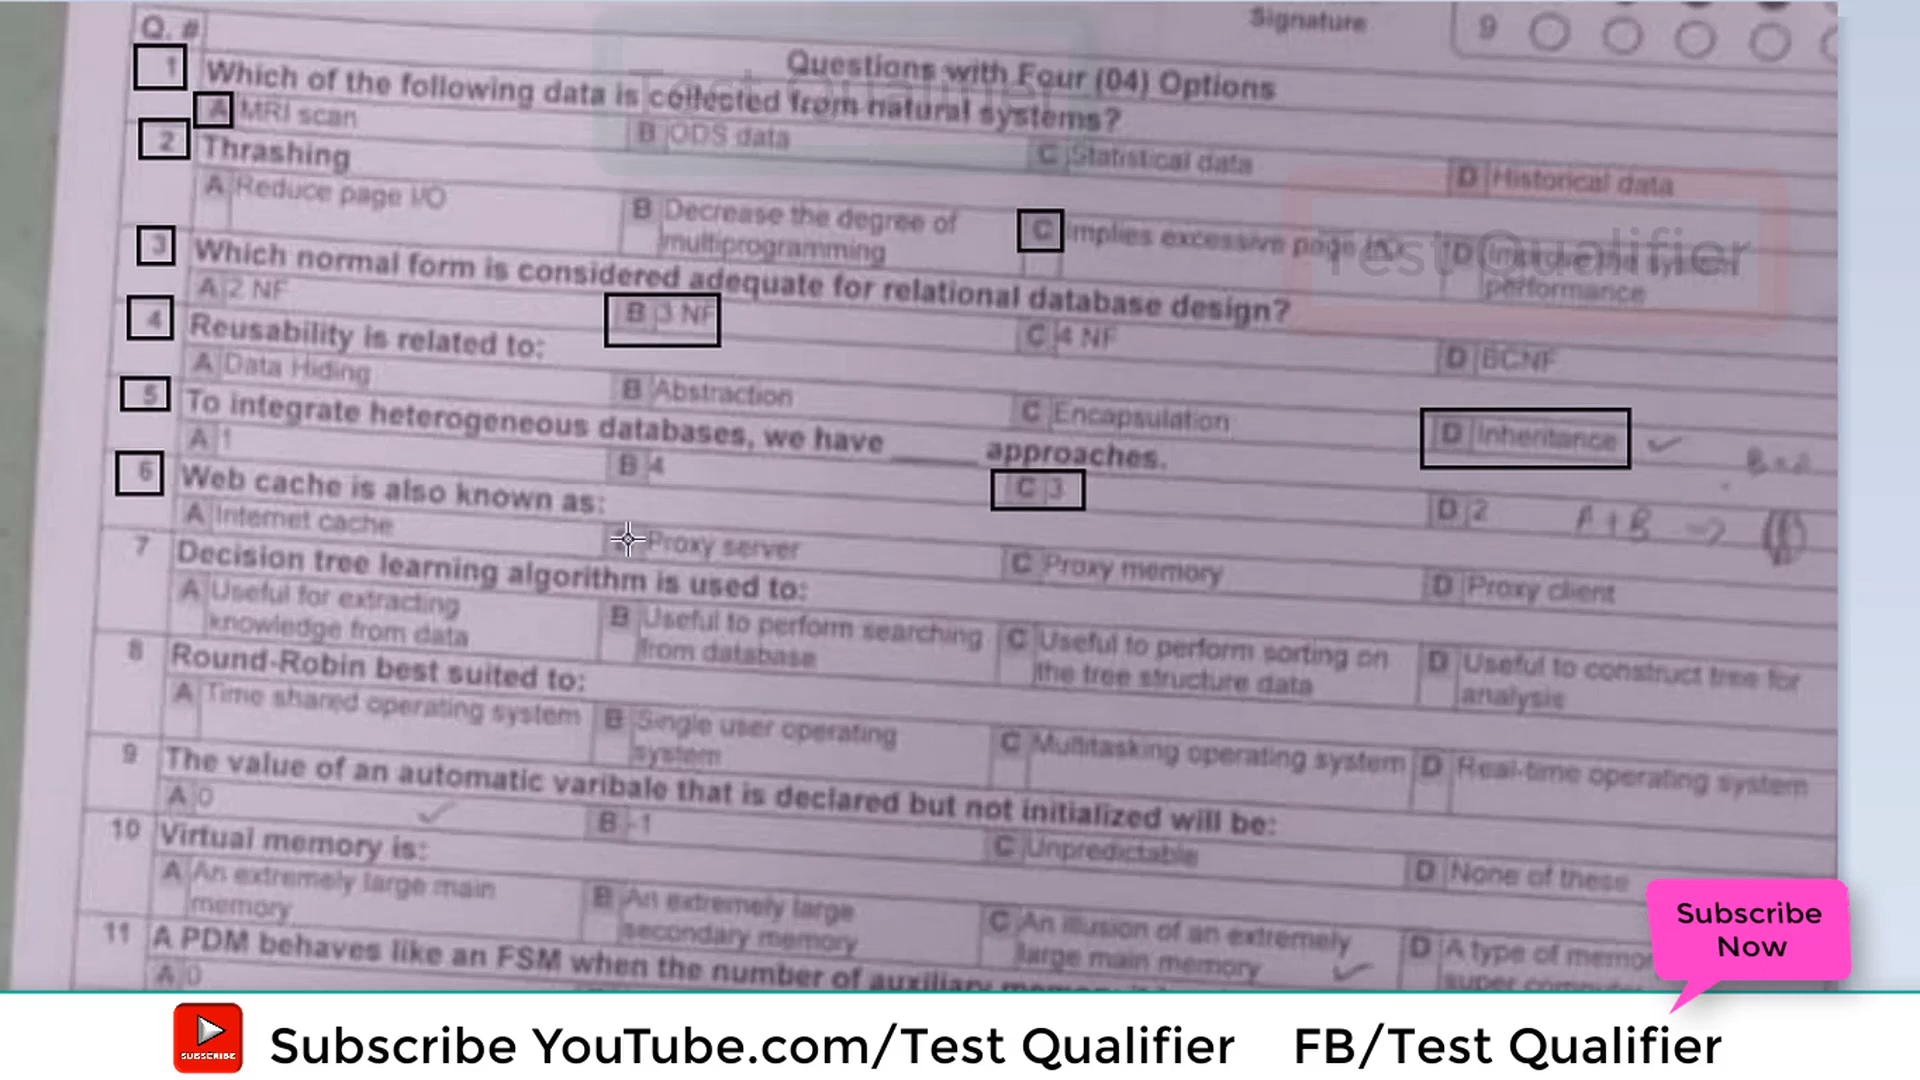 Signature
9
Q. #
Questions with Four (04) Options
1 Which of the following data is collected from natural systems?
A MRI scan B ODS data C Statistical data D Historical data
Test Qualifier
2 Thrashing
A Reduce page I/O B Decrease the degree of multiprogramming C Implies excessive page I/O D Improve the system performance
Test Qualifier
3 Which normal form is considered adequate for relational database design?
A 2 NF B 3 NF C 4 NF D BCNF
4 Reusability is related to:
A Data Hiding B Abstraction C Encapsulation D Inheritance
5 To integrate heterogeneous databases, we have ______ approaches.
A 1 B 4 C 3 D 2
A + B
6 Web cache is also known as:
A Internet cache Proxy server C Proxy memory D Proxy client
7 Decision tree learning algorithm is used to:
A Useful for extracting knowledge from data B Useful to perform searching from database C Useful to perform sorting on the tree structure data D Useful to construct tree for analysis
8 Round-Robin best suited to:
A Time shared operating system B Single user operating system C Multitasking operating system D Real-time operating system
9 The value of an automatic varibale that is declared but not initialized will be:
A 0 B -1 C Unpredictable D None of these
10 Virtual memory is:
A An extremely large main memory B An extremely large secondary memory C An illusion of an extremely large main memory D A type of memor super
11 A PDM behaves like an FSM when the number of auxiliary memory
A 0
Subscribe
Now
SUBSCRIBE
Subscribe YouTube.com/Test Qualifier FB/Test Qualifier